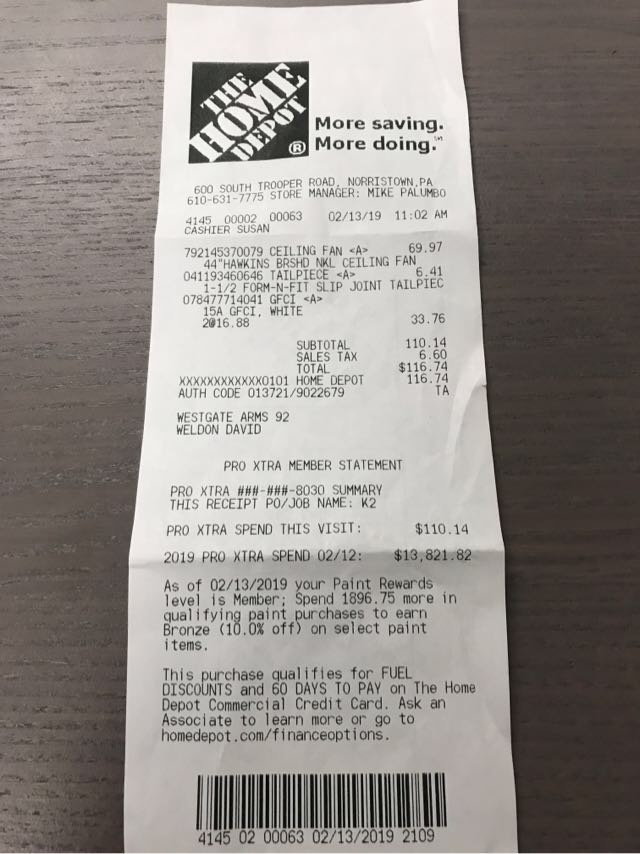 THE
HOME
DEPOT
®
More saving.
More doing.℠
600 SOUTH TROOPER ROAD, NORRISTOWN,PA
610-631-7775 STORE MANAGER: MIKE PALUMBO
4145 00002 00063 02/13/19 11:02 AM
CASHIER SUSAN
792145370079 CEILING FAN <A> 69.97
44"HAWKINS BRSHD NKL CEILING FAN
041193460646 TAILPIECE <A> 6.41
1-1/2 FORM-N-FIT SLIP JOINT TAILPIEC
078477714041 GFCI <A>
15A GFCI, WHITE
2@16.88 33.76
SUBTOTAL 110.14
SALES TAX 6.60
TOTAL $116.74
XXXXXXXXXXXX0101 HOME DEPOT 116.74
AUTH CODE 013721/9022679 TA
WESTGATE ARMS 92
WELDON DAVID
PRO XTRA MEMBER STATEMENT
PRO XTRA ###-###-8030 SUMMARY
THIS RECEIPT PO/JOB NAME: K2
PRO XTRA SPEND THIS VISIT: $110.14
2019 PRO XTRA SPEND 02/12: $13,821.82
As of 02/13/2019 your Paint Rewards
level is Member; Spend 1896.75 more in
qualifying paint purchases to earn
Bronze (10.0% off) on select paint
items.
This purchase qualifies for FUEL
DISCOUNTS and 60 DAYS TO PAY on The Home
Depot Commercial Credit Card. Ask an
Associate to learn more or go to
homedepot.com/financeoptions.
4145 02 00063 02/13/2019 2109